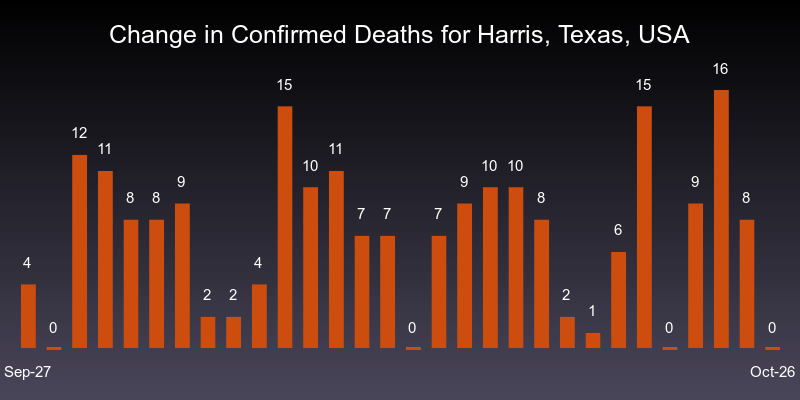 Change in Confirmed Deaths for Harris, Texas, USA
4 0 12 11 8 8 9 2 2 4 15 10 11 7 7 0 7 9 10 10 8 2 1 6 15 0 9 16 8 0
Sep-27 Oct-26